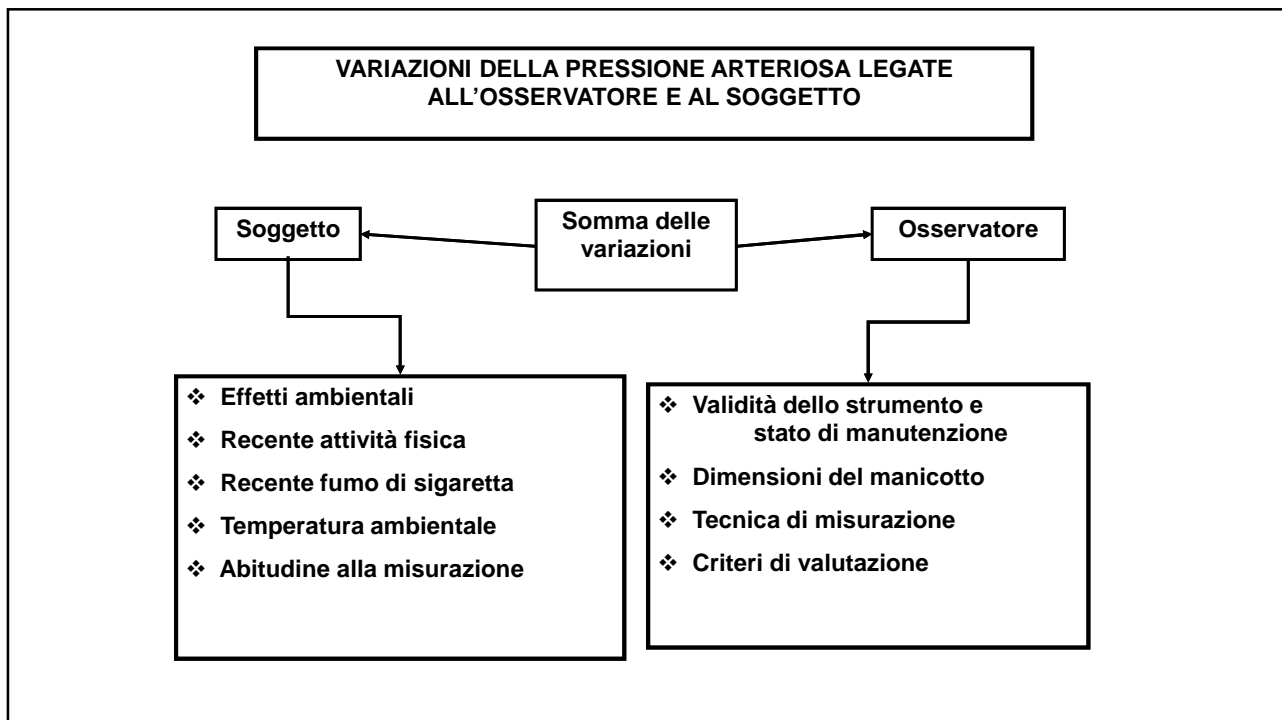 VARIAZIONI DELLA PRESSIONE ARTERIOSA LEGATE
ALL’OSSERVATORE E AL SOGGETTO
Soggetto
Somma delle
variazioni
Osservatore
❖ Effetti ambientali
❖ Recente attività fisica
❖ Recente fumo di sigaretta
❖ Temperatura ambientale
❖ Abitudine alla misurazione
❖ Validità dello strumento e
stato di manutenzione
❖ Dimensioni del manicotto
❖ Tecnica di misurazione
❖ Criteri di valutazione